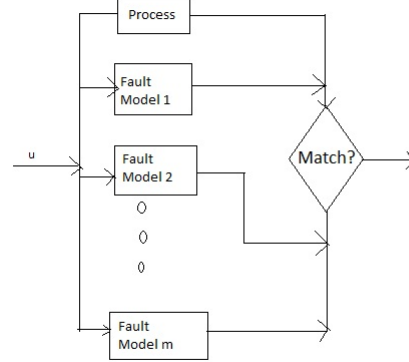 Process
Fault
Model 1
u
Fault
Model 2
Match?
Fault
Model m